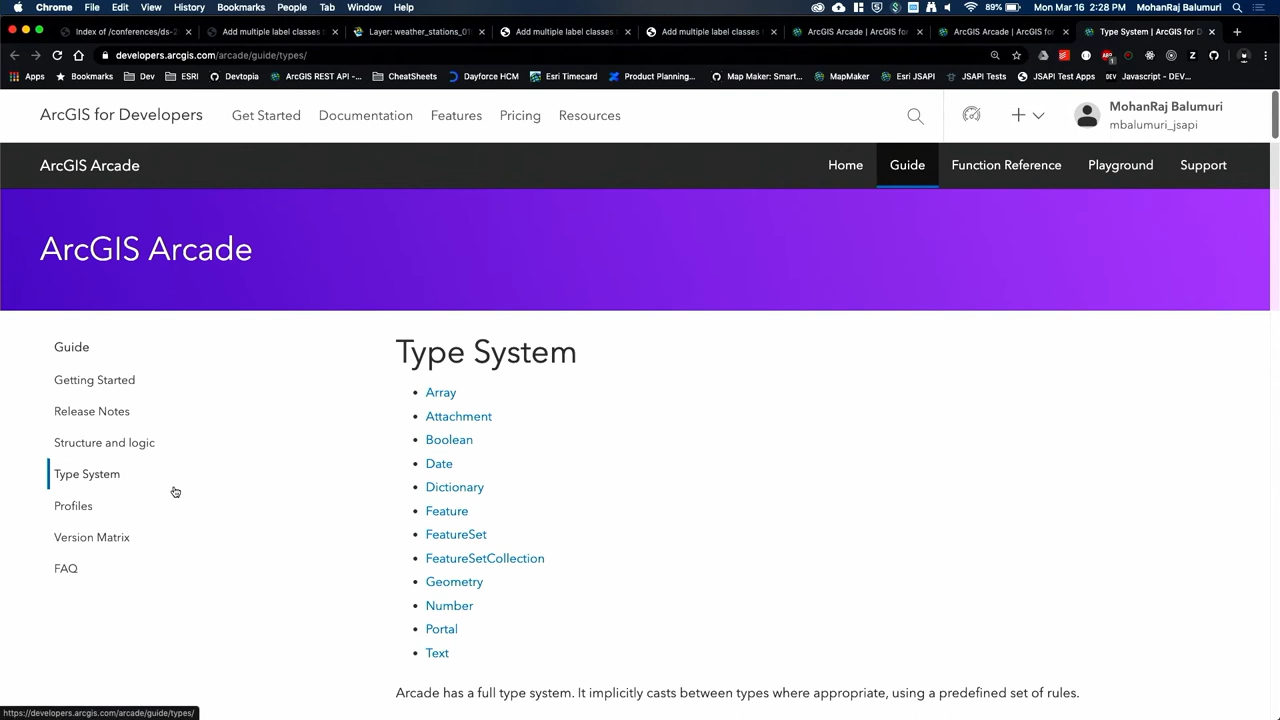 Chrome File Edit View History Bookmarks People Tab Window Help 89% Mon Mar 16 2:28 PM MohanRaj Balumuri
Index of /conferences/ds-2 Add multiple label classes Layer: weather_stations_01 Add multiple label classes Add multiple label classes ArcGIS Arcade | ArcGIS for ArcGIS Arcade | ArcGIS for Type System | ArcGIS for D
developers.arcgis.com/arcade/guide/types/
Apps Bookmarks Dev ESRI Devtopia ArcGIS REST API -... CheatSheets Dayforce HCM Esri Timecard Product Planning... Map Maker: Smart... MapMaker Esri JSAPI JSAPI Tests JSAPI Test Apps Javascript - DEV...
ArcGIS for Developers Get Started Documentation Features Pricing Resources
MohanRaj Balumuri
mbalumuri_jsapi
ArcGIS Arcade Home Guide Function Reference Playground Support
ArcGIS Arcade
Guide
Getting Started
Release Notes
Structure and logic
Type System
Profiles
Version Matrix
FAQ
Type System
Array
Attachment
Boolean
Date
Dictionary
Feature
FeatureSet
FeatureSetCollection
Geometry
Number
Portal
Text
Arcade has a full type system. It implicitly casts between types where appropriate, using a predefined set of rules.
https://developers.arcgis.com/arcade/guide/types/